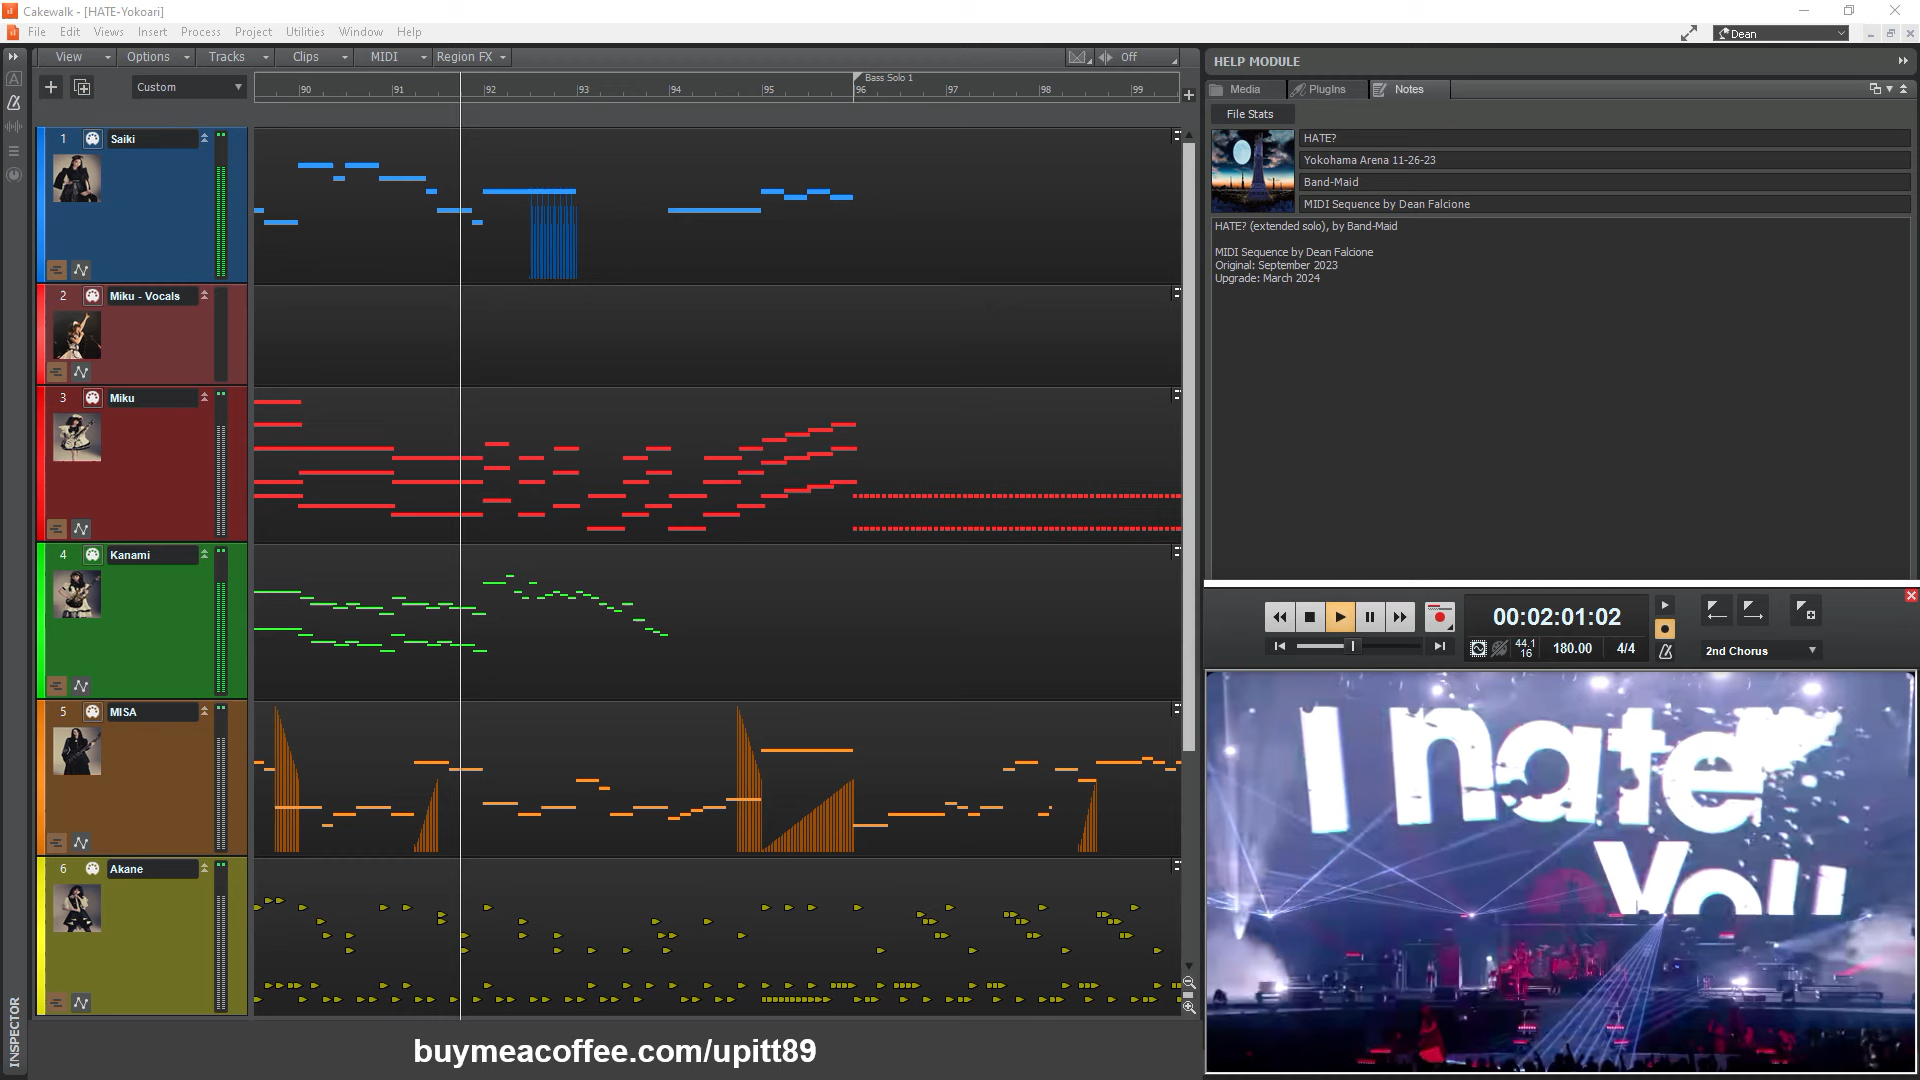 Cakewalk - [HATE-Yokoari]
File Edit Views Insert Process Project Utilities Clips Window Help
Dean
View Options Tracks Clips MIDI Region FX Off
Custom
Bass Solo 1
90 91 92 93 94 95 96 97 98 99
1 Saiki
2 Miku - Vocals
3 Miku
4 Kanami
5 MISA
6 Akane
INSPECTOR
HELP MODULE
Media PlugIns Notes
File Stats
HATE?
Yokohama Arena 11-26-23
Band-Maid
MIDI Sequence by Dean Falcione
HATE? (extended solo), by Band-Maid
MIDI Sequence by Dean Falcione
Original: September 2023
Upgrade: March 2024
00:02:01:02
44.1
16
180.00 4/4
2nd Chorus
I hate
You
buymeacoffee.com/upitt89